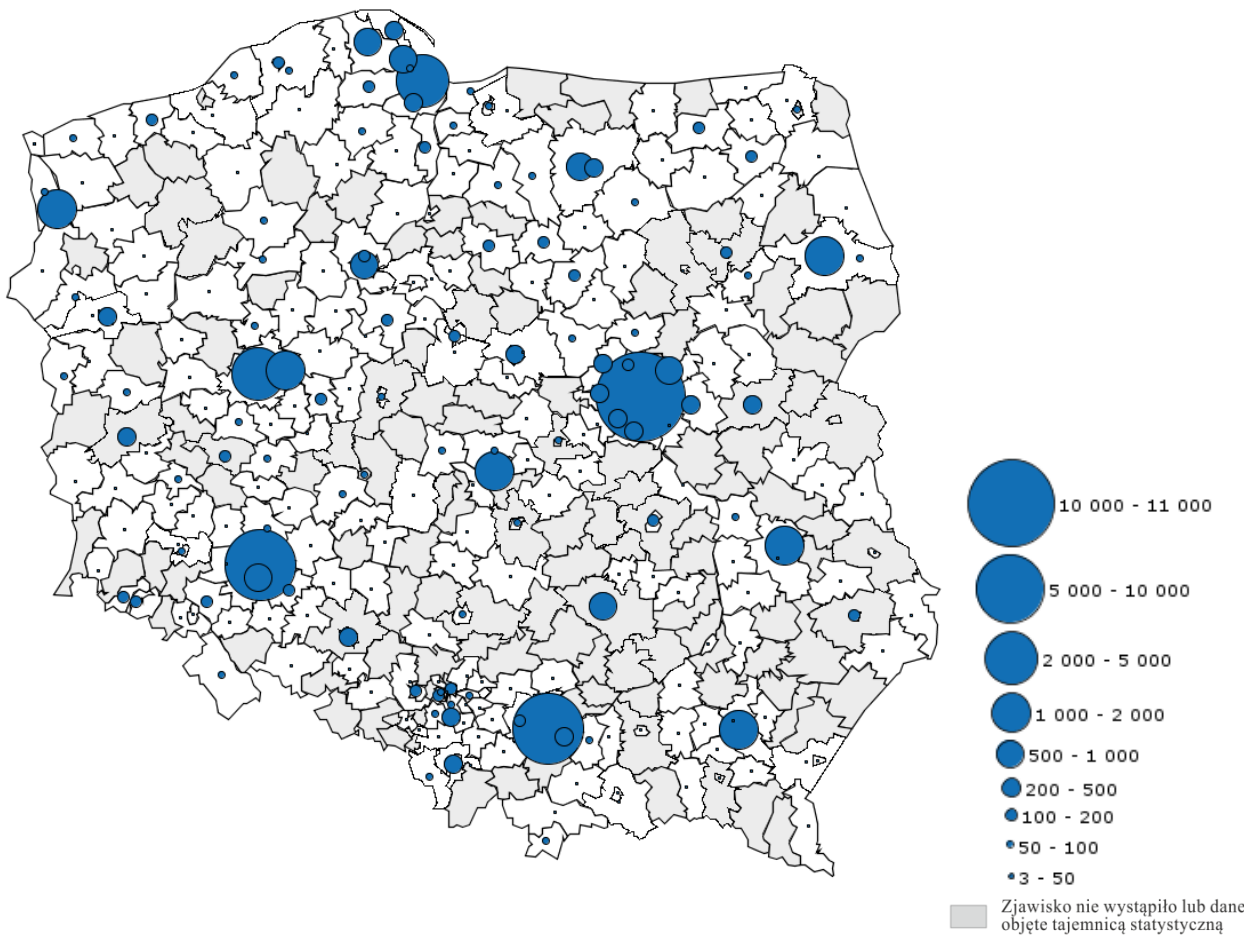 10 000 - 11 000
5 000 - 10 000
2 000 - 5 000
1 000 - 2 000
500 - 1 000
200 - 500
100 - 200
50 - 100
3 - 50
Zjawisko nie wystąpiło lub dane
objęte tajemnicą statystyczną